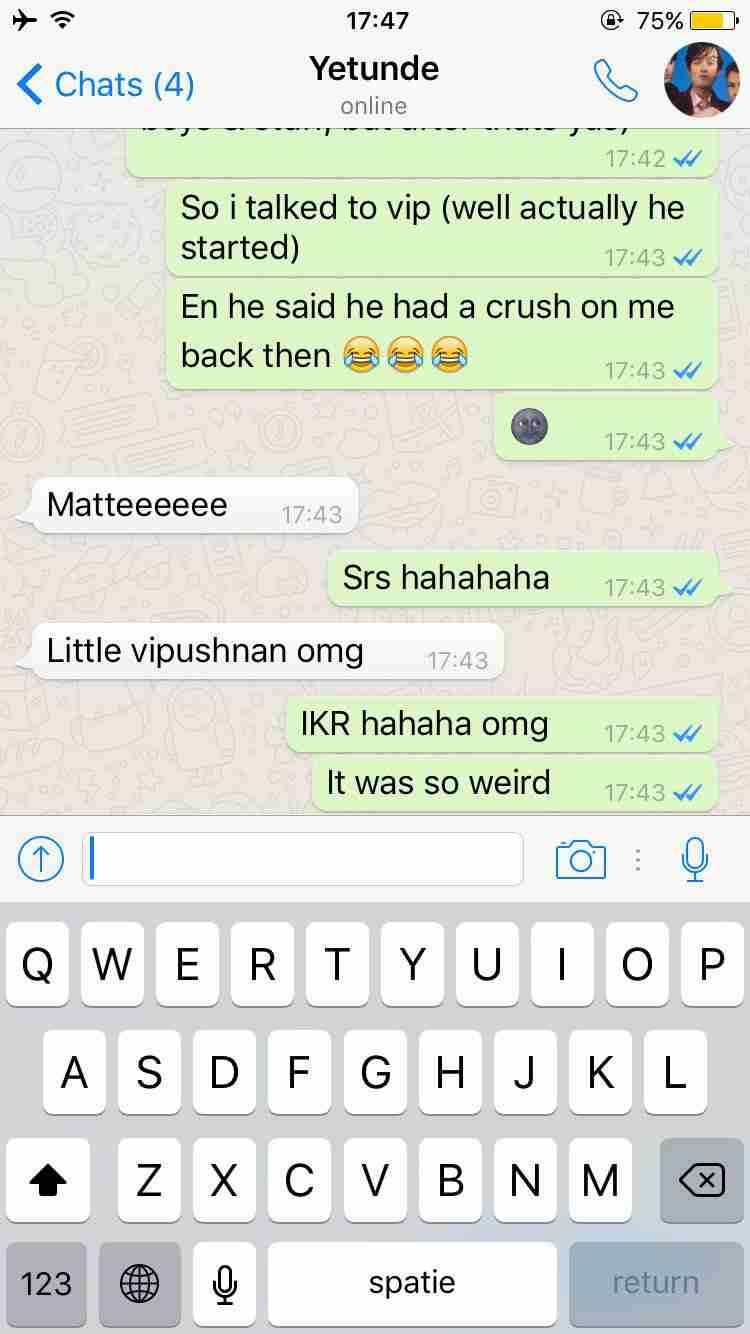 17:47
75%
Chats (4)
Yetunde
online
17:42
So i talked to vip (well actually he
started)
17:43
En he said he had a crush on me
back then 😂😂😂
17:43
🌚
17:43
Matteeeeeee
17:43
Srs hahahaha
17:43
Little vipushnan omg
17:43
IKR hahaha omg
17:43
It was so weird
17:43
Q W E R T Y U I O P
A S D F G H J K L
Z X C V B N M
123
spatie
return